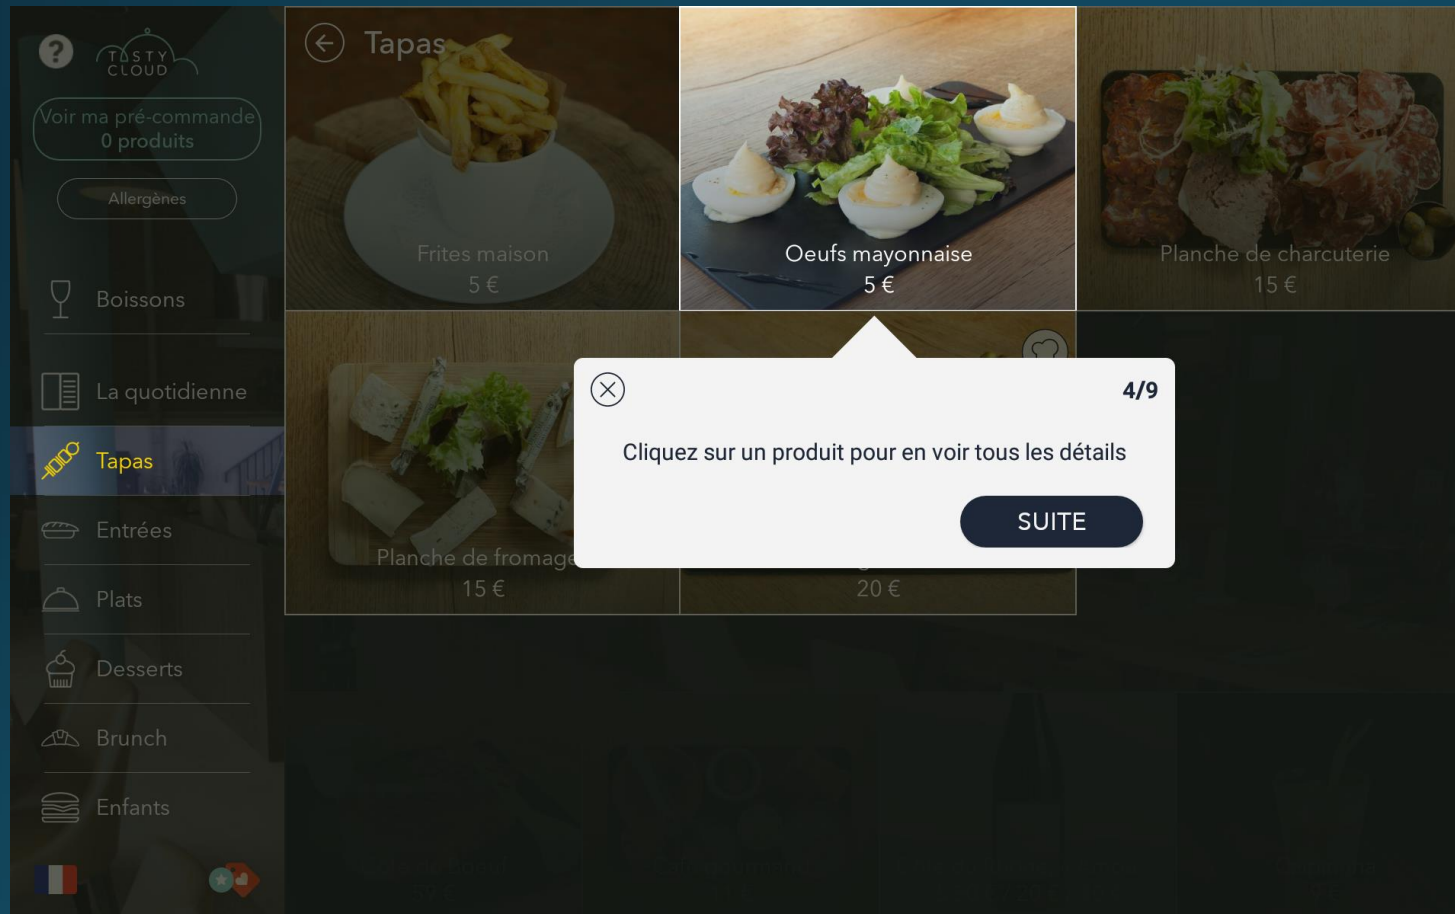 ?
TASTY
CLOUD
Voir ma pré-commande
0 produits
Allergènes
Boissons
La quotidienne
Tapas
Entrées
Plats
Desserts
Brunch
Enfants
Tapas
Frites maison
5 €
Oeufs mayonnaise
5 €
Planche de charcuterie
15 €
Planche de fromage
15 €
20 €
4/9
Cliquez sur un produit pour en voir tous les détails
SUITE